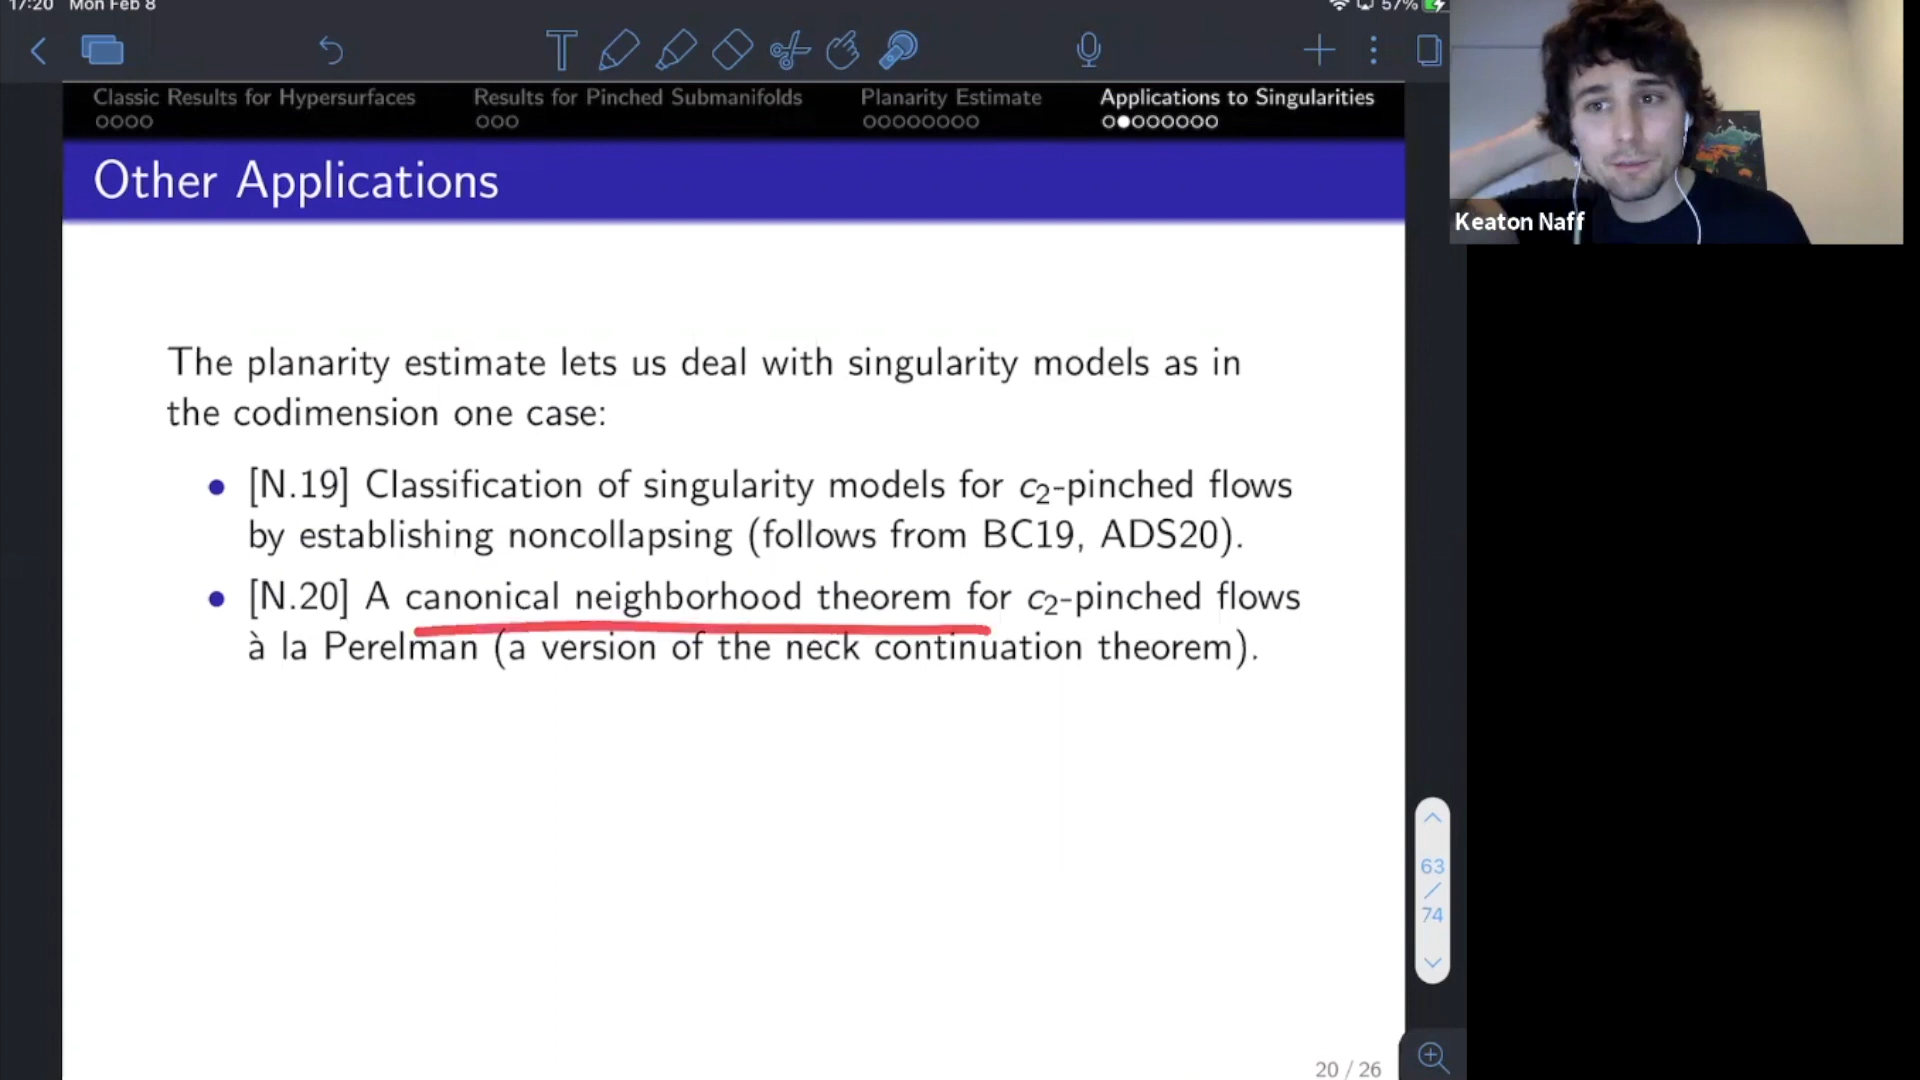 17:20 Mon Feb 8
57%
Classic Results for Hypersurfaces
Results for Pinched Submanifolds
Planarity Estimate
Applications to Singularities
Other Applications
Keaton Naff
The planarity estimate lets us deal with singularity models as in
the codimension one case:
• [N.19] Classification of singularity models for c₂-pinched flows
by establishing noncollapsing (follows from BC19, ADS20).
• [N.20] A canonical neighborhood theorem for c₂-pinched flows
à la Perelman (a version of the neck continuation theorem).
63
/
74
20 / 26